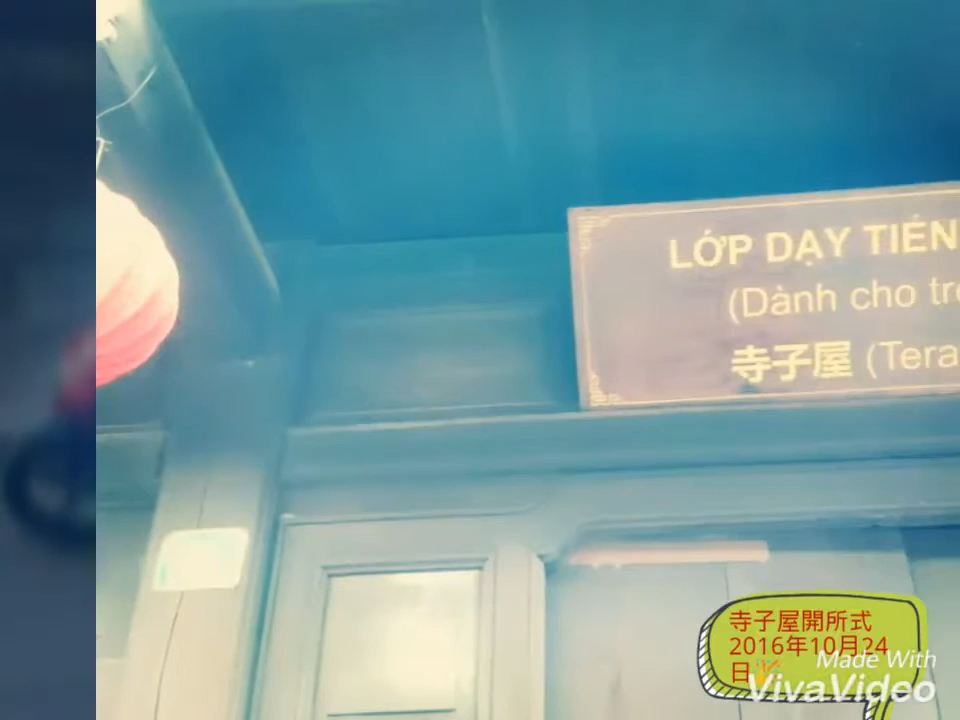 LỚP DẠY TIẾN
(Dành cho tr
寺子屋 (Tera
寺子屋開所式
2016年10月24
日
Made With
VivaVideo